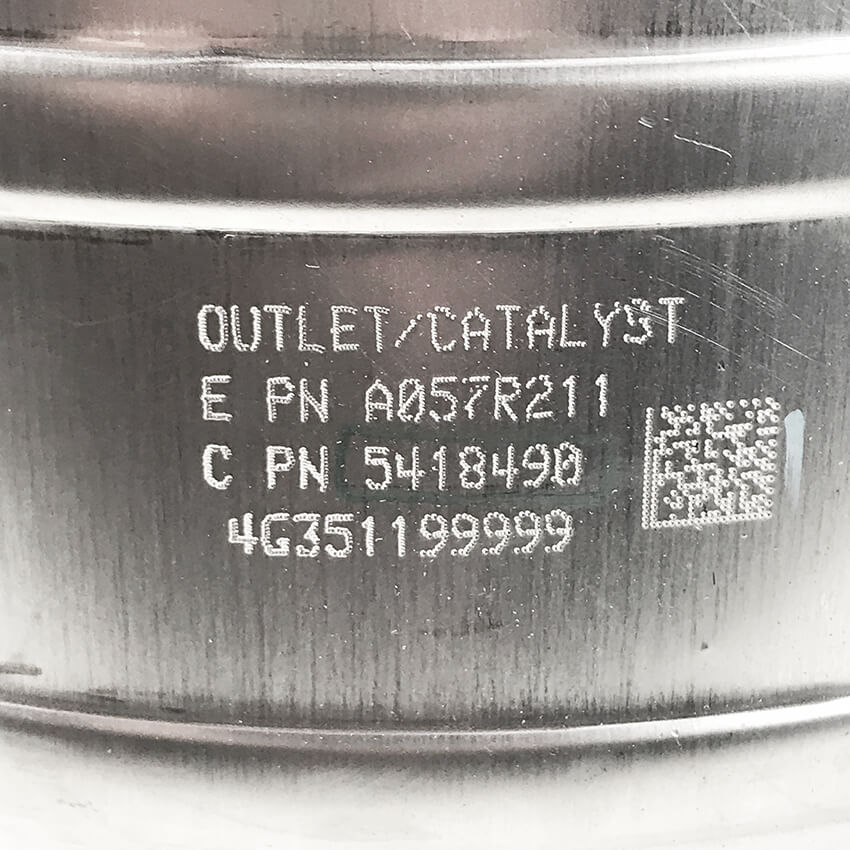 OUTLET/CATALYST
E PN A057R211
C PN 5418490
4G351199999